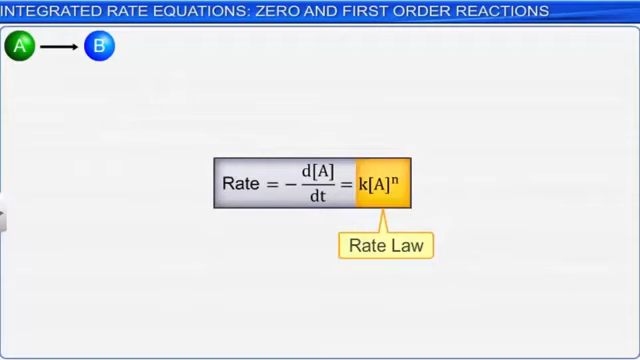 INTEGRATED RATE EQUATIONS: ZERO AND FIRST ORDER REACTIONS
A → B
Rate = − d[A]/dt = k[A]ⁿ
Rate Law